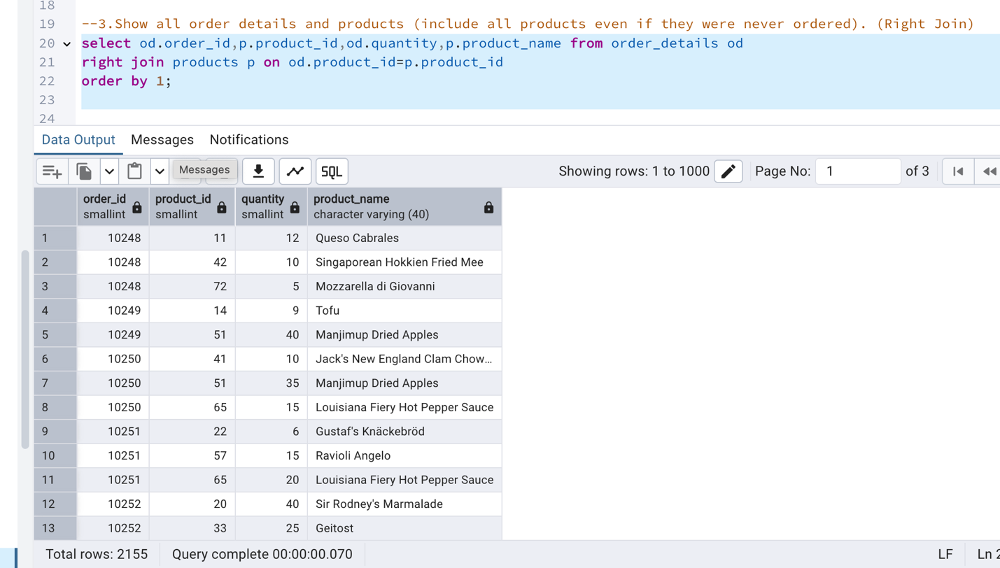 18
19 --3.Show all order details and products (include all products even if they were never ordered). (Right Join)
20 select od.order_id,p.product_id,od.quantity,p.product_name from order_details od
21 right join products p on od.product_id=p.product_id
22 order by 1;
23
24
Data Output Messages Notifications
Messages SQL Showing rows: 1 to 1000 Page No: 1 of 3
order_id product_id quantity product_name
smallint smallint smallint character varying (40)
1 10248 11 12 Queso Cabrales
2 10248 42 10 Singaporean Hokkien Fried Mee
3 10248 72 5 Mozzarella di Giovanni
4 10249 14 9 Tofu
5 10249 51 40 Manjimup Dried Apples
6 10250 41 10 Jack's New England Clam Chow…
7 10250 51 35 Manjimup Dried Apples
8 10250 65 15 Louisiana Fiery Hot Pepper Sauce
9 10251 22 6 Gustaf's Knäckebröd
10 10251 57 15 Ravioli Angelo
11 10251 65 20 Louisiana Fiery Hot Pepper Sauce
12 10252 20 40 Sir Rodney's Marmalade
13 10252 33 25 Geitost
Total rows: 2155 Query complete 00:00:00.070 LF Ln